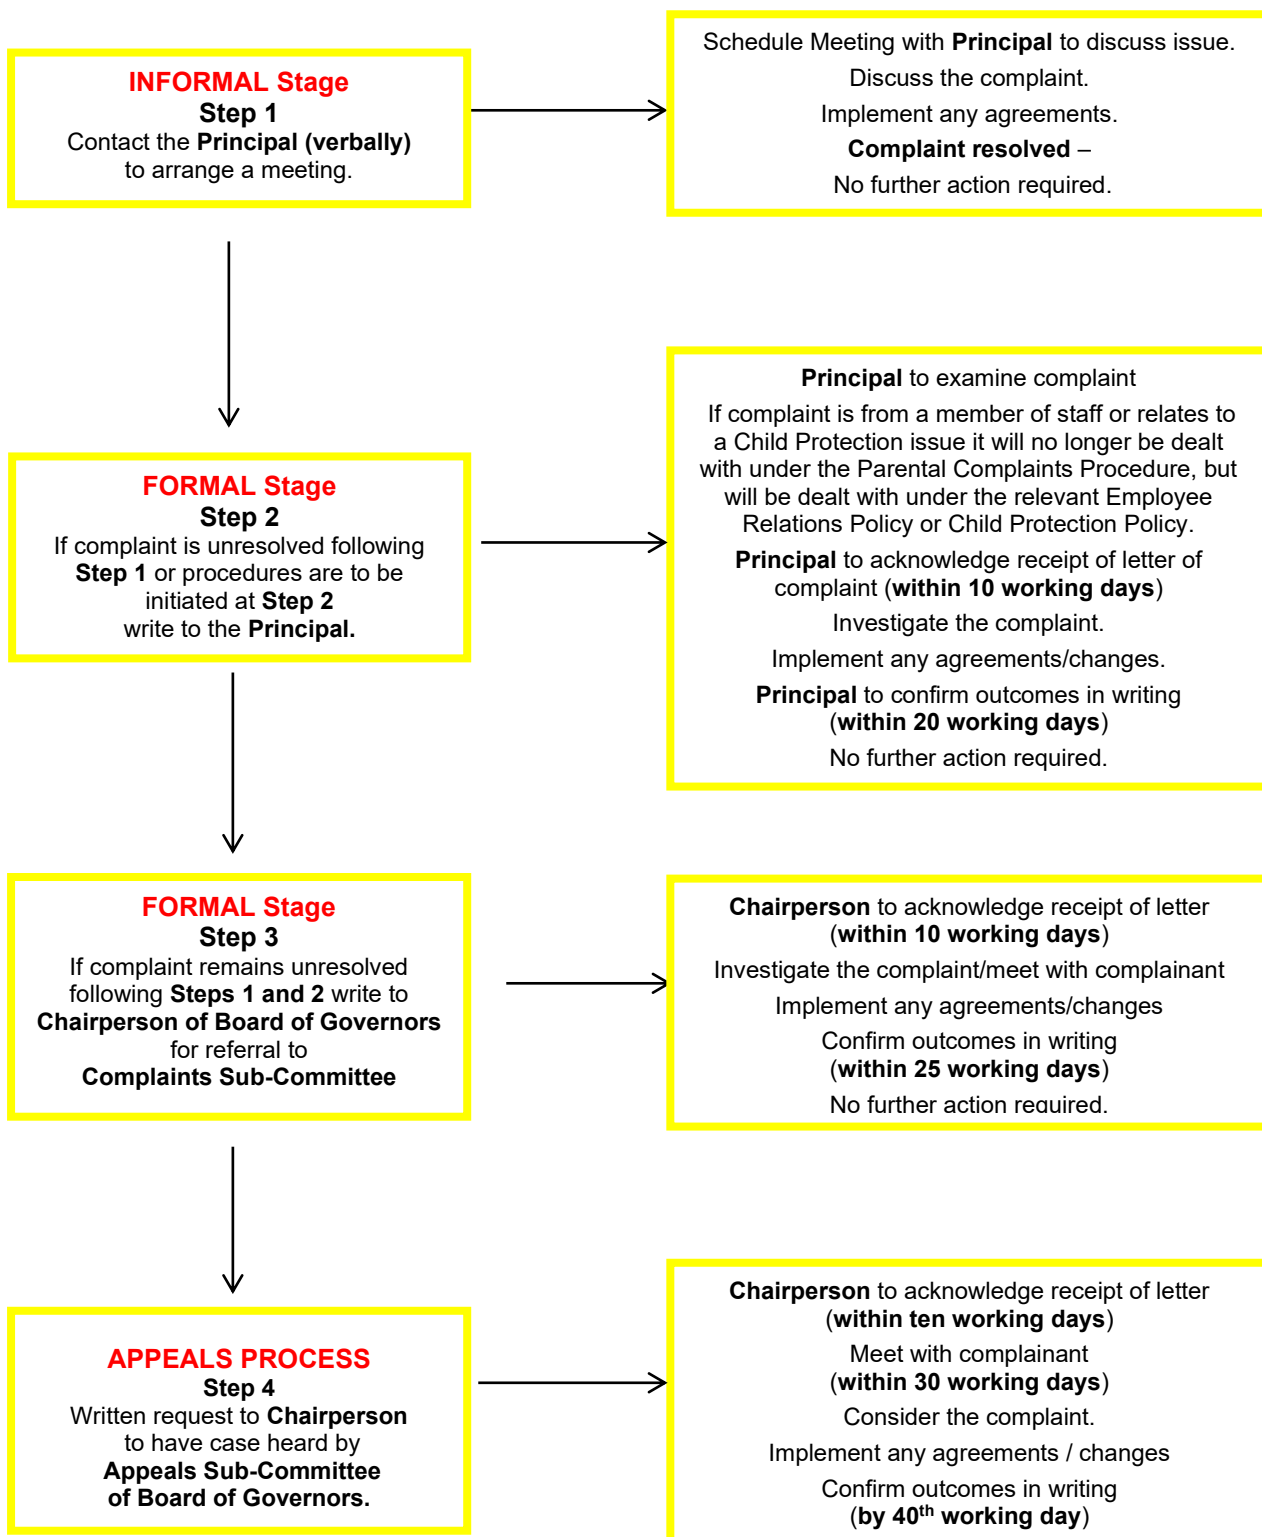 INFORMAL Stage
Step 1
Contact the Principal (verbally)
to arrange a meeting.
Schedule Meeting with Principal to discuss issue.
Discuss the complaint.
Implement any agreements.
Complaint resolved –
No further action required.
FORMAL Stage
Step 2
If complaint is unresolved following
Step 1 or procedures are to be
initiated at Step 2
write to the Principal.
Principal to examine complaint
If complaint is from a member of staff or relates to
a Child Protection issue it will no longer be dealt
with under the Parental Complaints Procedure, but
will be dealt with under the relevant Employee
Relations Policy or Child Protection Policy.
Principal to acknowledge receipt of letter of
complaint (within 10 working days)
Investigate the complaint.
Implement any agreements/changes.
Principal to confirm outcomes in writing
(within 20 working days)
No further action required.
FORMAL Stage
Step 3
If complaint remains unresolved
following Steps 1 and 2 write to
Chairperson of Board of Governors
for referral to
Complaints Sub-Committee
Chairperson to acknowledge receipt of letter
(within 10 working days)
Investigate the complaint/meet with complainant
Implement any agreements/changes
Confirm outcomes in writing
(within 25 working days)
No further action required.
APPEALS PROCESS
Step 4
Written request to Chairperson
to have case heard by
Appeals Sub-Committee
of Board of Governors.
Chairperson to acknowledge receipt of letter
(within ten working days)
Meet with complainant
(within 30 working days)
Consider the complaint.
Implement any agreements / changes
Confirm outcomes in writing
(by 40th working day)